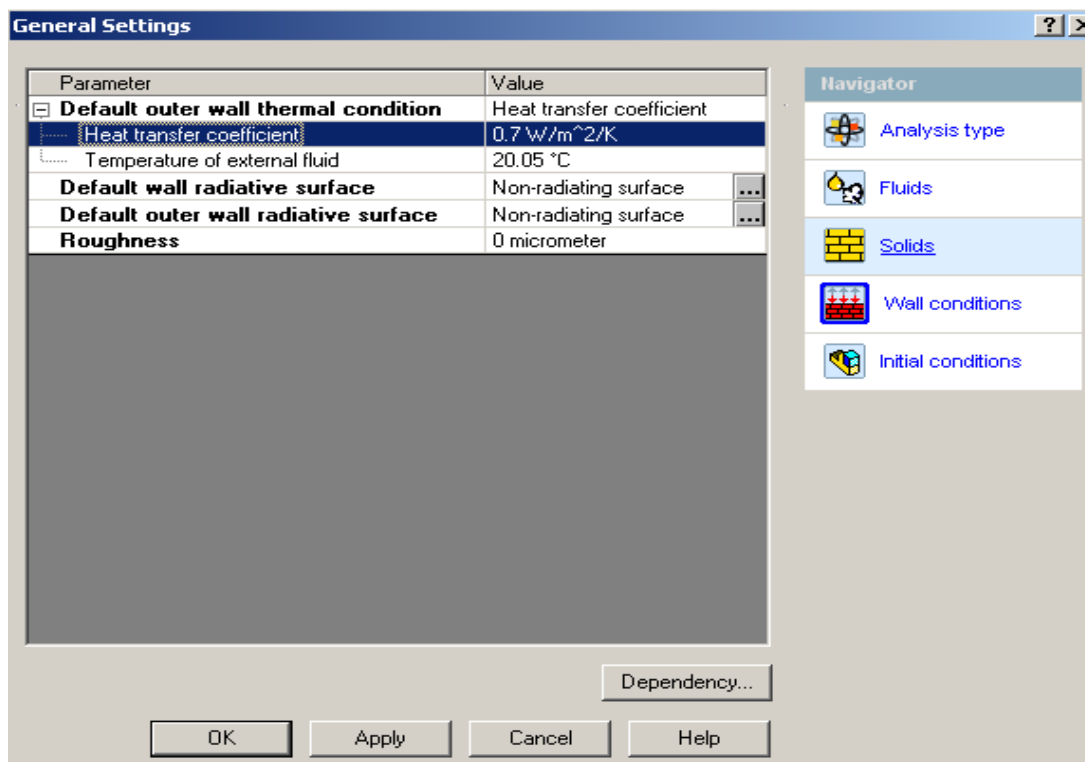 General Settings
Parameter Value
Default outer wall thermal condition Heat transfer coefficient
Heat transfer coefficient 0.7 W/m^2/K
Temperature of external fluid 20.05 °C
Default wall radiative surface Non-radiating surface ...
Default outer wall radiative surface Non-radiating surface ...
Roughness 0 micrometer
Navigator
Analysis type
Fluids
Solids
Wall conditions
Initial conditions
Dependency...
OK Apply Cancel Help